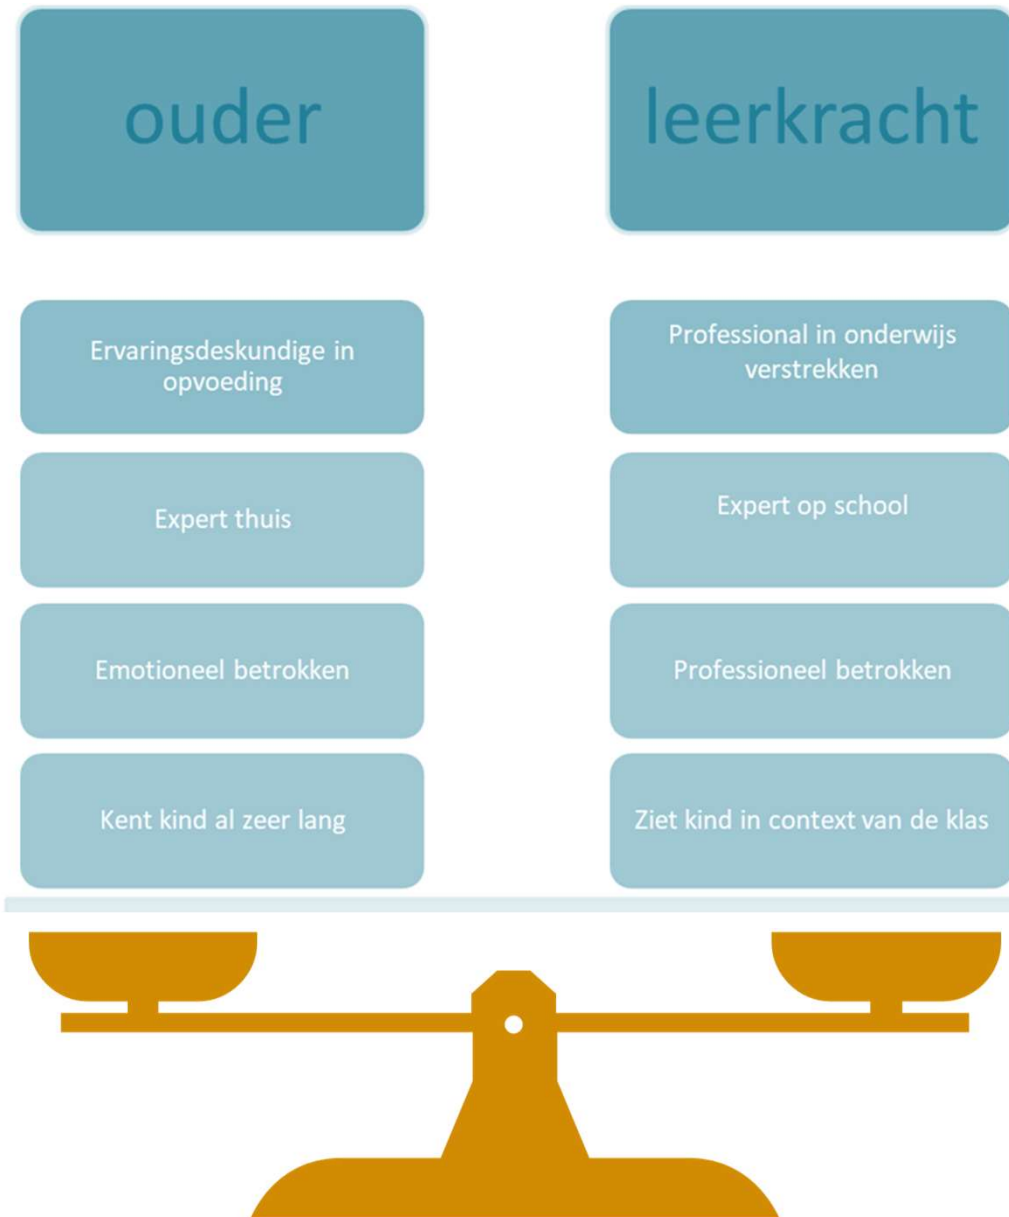 ouder
leerkracht
Ervaringsdeskundige in
opvoeding
Professional in onderwijs
verstrekken
Expert thuis
Expert op school
Emotioneel betrokken
Professioneel betrokken
Kent kind al zeer lang
Ziet kind in context van de klas